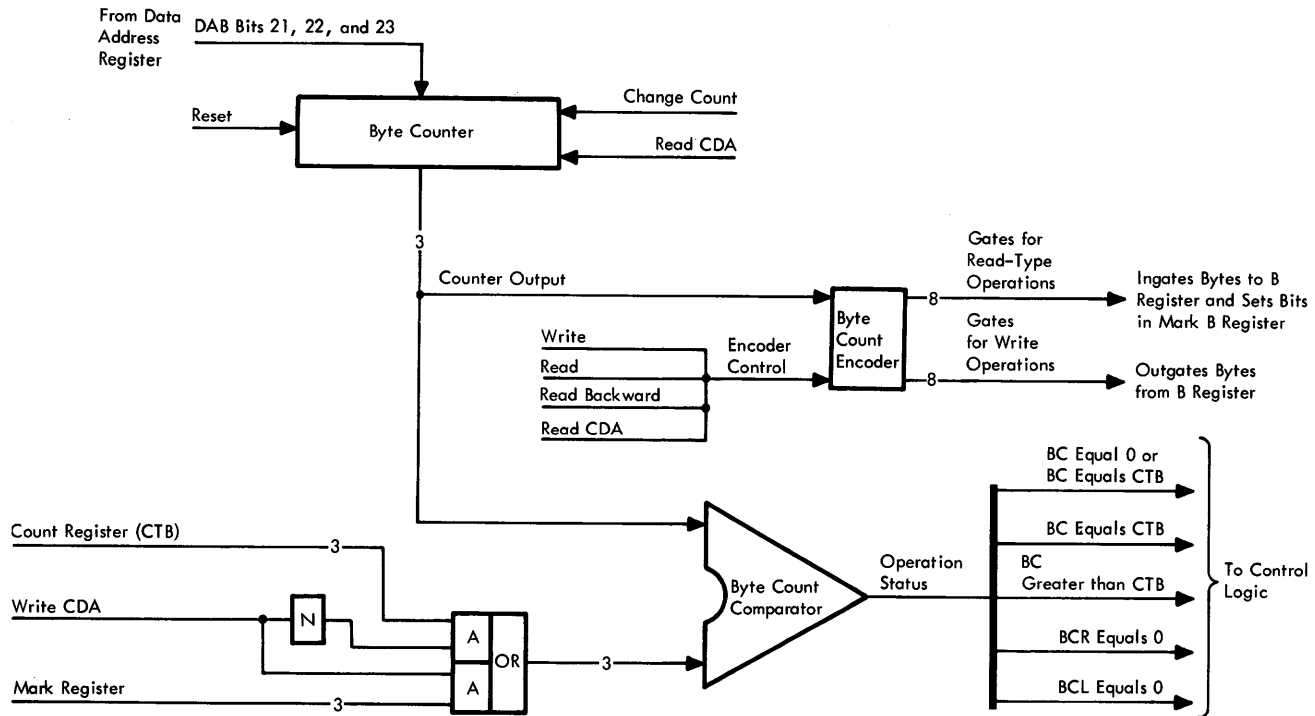 From Data
Address
Register
DAB Bits 21, 22, and 23
Reset
Byte Counter
Change Count
Read CDA
3
Counter Output
Write
Read
Read Backward
Read CDA
Encoder
Control
Byte
Count
Encoder
8
Gates for
Read-Type
Operations
Ingates Bytes to B
Register and Sets Bits
in Mark B Register
8
Gates
for Write
Operations
Outgates Bytes
from B Register
Count Register (CTB)
3
Write CDA
N
Mark Register
3
A
A
OR
3
Byte Count
Comparator
Operation
Status
BC Equal 0 or
BC Equals CTB
BC Equals CTB
BC
Greater than CTB
BCR Equals 0
BCL Equals 0
To Control
Logic